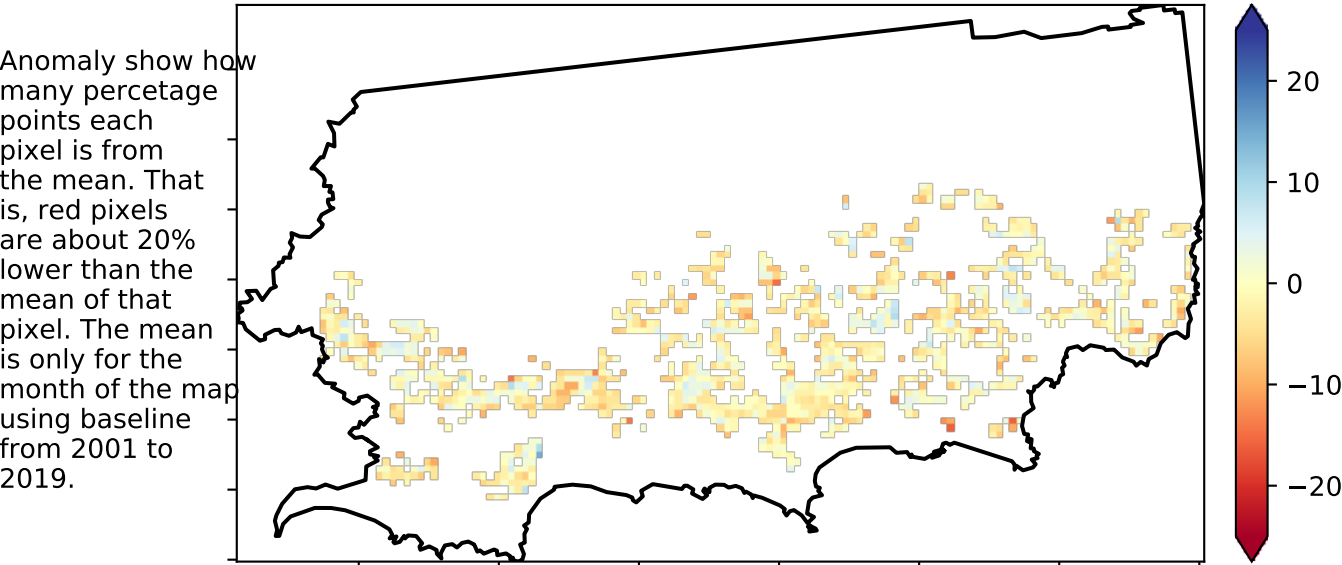 Anomaly show how
many percetage
points each
pixel is from
the mean. That
is, red pixels
are about 20%
lower than the
mean of that
pixel. The mean
is only for the
month of the map
using baseline
from 2001 to
2019.
20
10
0
−10
−20